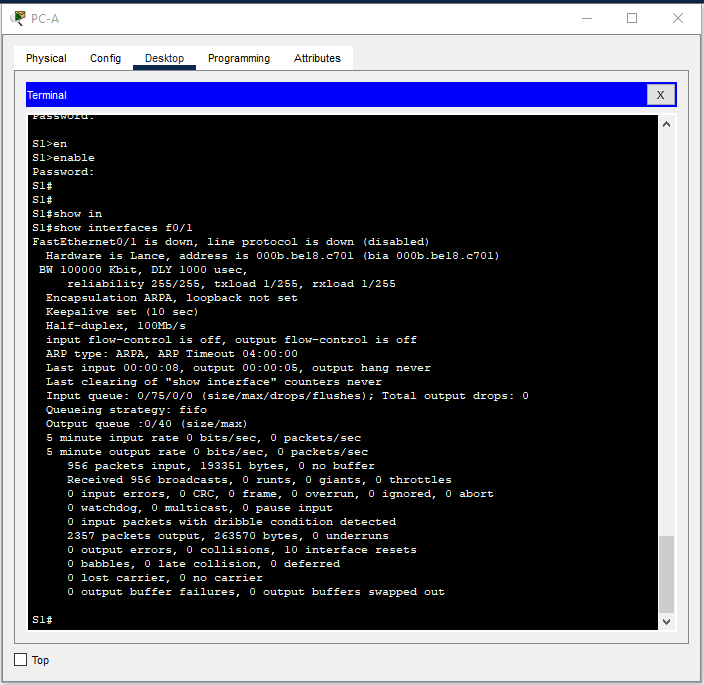 PC-A
Physical Config Desktop Programming Attributes
Terminal X
Password:
S1>en
S1>enable
Password:
S1#
S1#
S1#show in
S1#show interfaces f0/1
FastEthernet0/1 is down, line protocol is down (disabled)
Hardware is Lance, address is 000b.be18.c701 (bia 000b.be18.c701)
BW 100000 Kbit, DLY 1000 usec,
reliability 255/255, txload 1/255, rxload 1/255
Encapsulation ARPA, loopback not set
Keepalive set (10 sec)
Half-duplex, 100Mb/s
input flow-control is off, output flow-control is off
ARP type: ARPA, ARP Timeout 04:00:00
Last input 00:00:08, output 00:00:05, output hang never
Last clearing of "show interface" counters never
Input queue: 0/75/0/0 (size/max/drops/flushes); Total output drops: 0
Queueing strategy: fifo
Output queue :0/40 (size/max)
5 minute input rate 0 bits/sec, 0 packets/sec
5 minute output rate 0 bits/sec, 0 packets/sec
956 packets input, 193351 bytes, 0 no buffer
Received 956 broadcasts, 0 runts, 0 giants, 0 throttles
0 input errors, 0 CRC, 0 frame, 0 overrun, 0 ignored, 0 abort
0 watchdog, 0 multicast, 0 pause input
0 input packets with dribble condition detected
2357 packets output, 263570 bytes, 0 underruns
0 output errors, 0 collisions, 10 interface resets
0 babbles, 0 late collision, 0 deferred
0 lost carrier, 0 no carrier
0 output buffer failures, 0 output buffers swapped out
S1#
Top